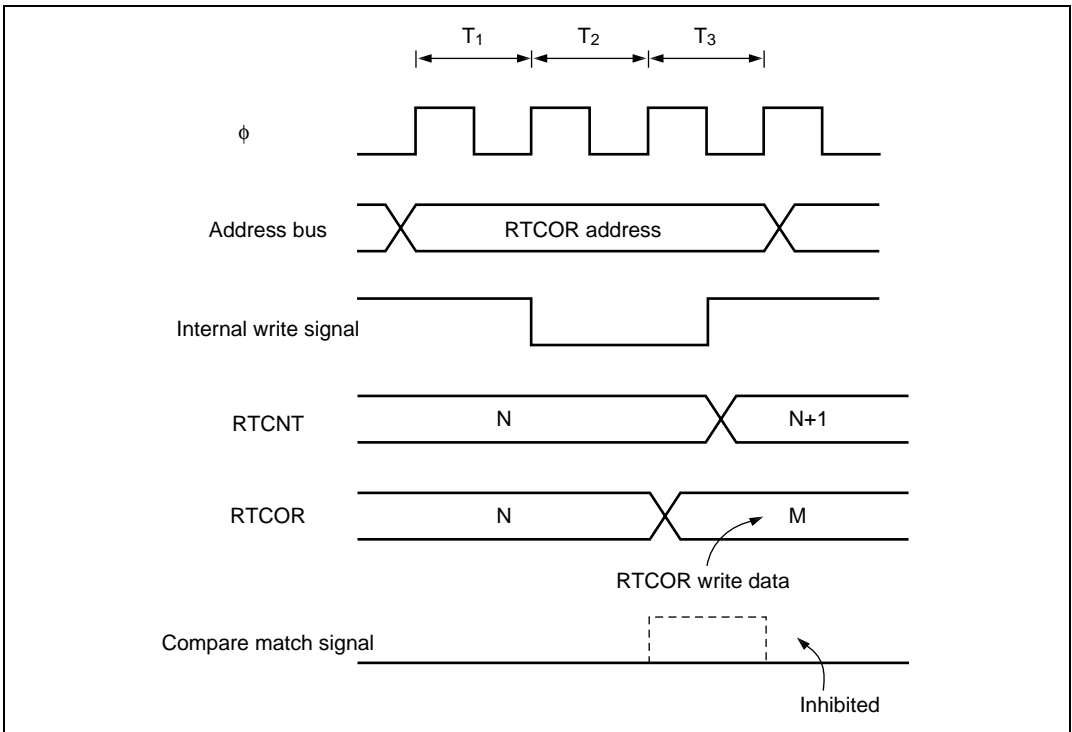 T1 T2 T3
φ
Address bus
RTCOR address
Internal write signal
RTCNT
N
N+1
RTCOR
N
M
RTCOR write data
Compare match signal
Inhibited